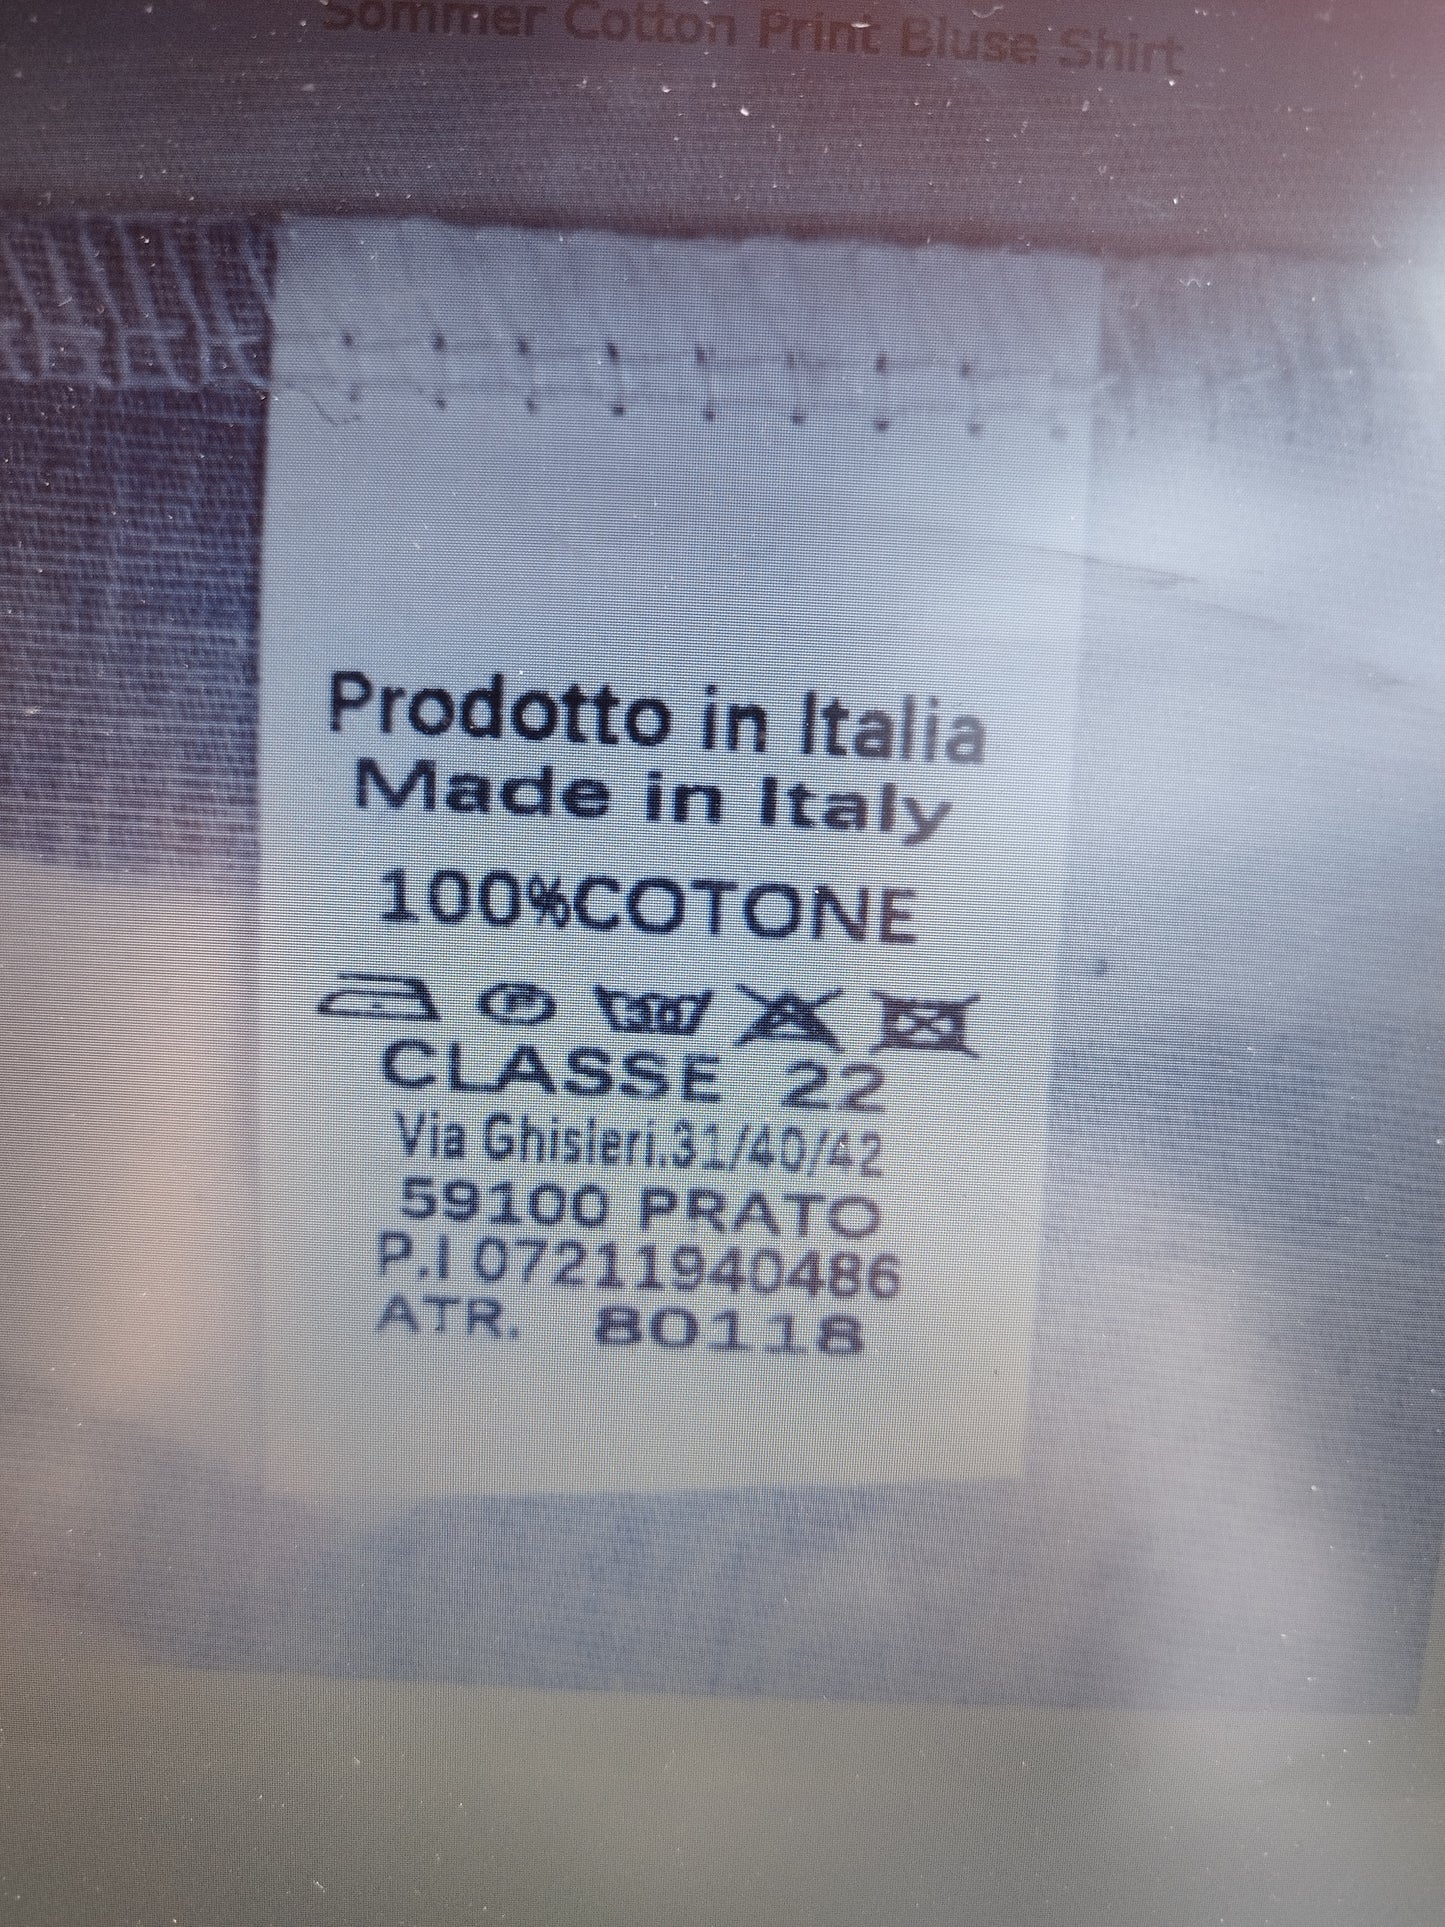 Sommer Cotton Print Bluse Shirt
Prodotto in Italia
Made in Italy
100%COTONE
CLASSE 22
Via Ghisleri.31/40/42
59100 PRATO
P.I 07211940486
ATR. 80118